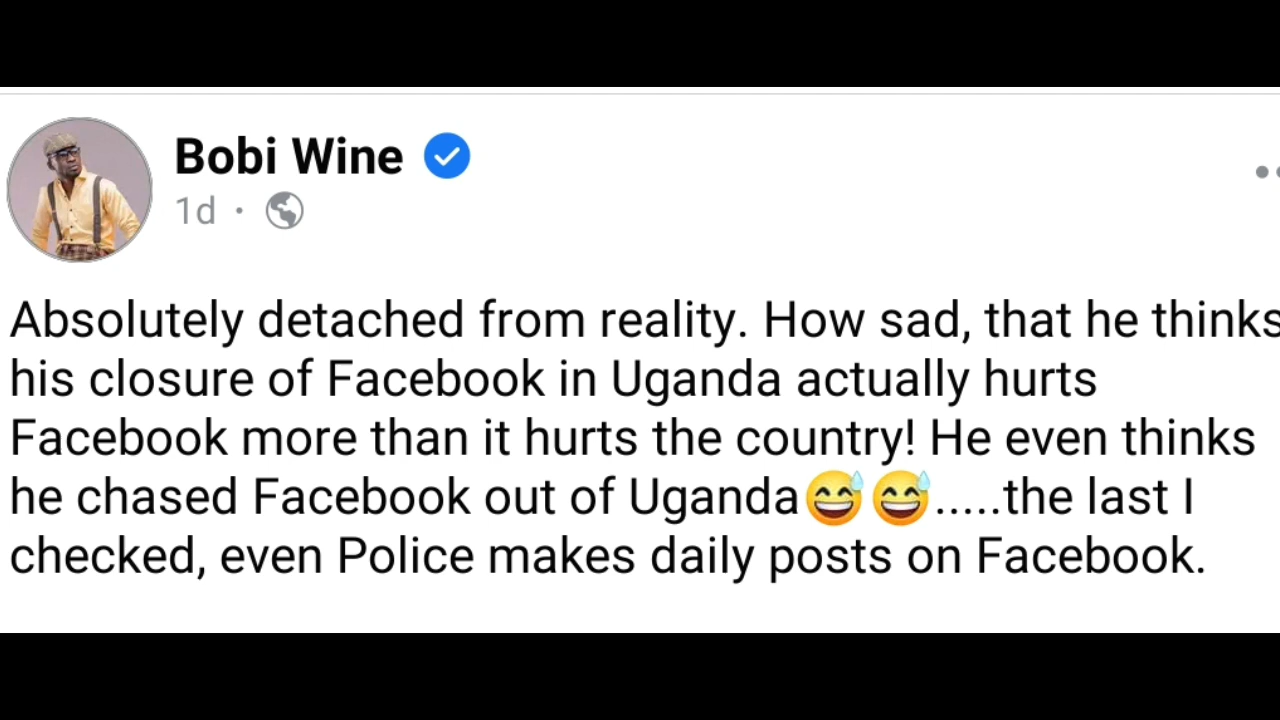 Bobi Wine
1d ·
Absolutely detached from reality. How sad, that he thinks
his closure of Facebook in Uganda actually hurts
Facebook more than it hurts the country! He even thinks
he chased Facebook out of Uganda😅😅.....the last I
checked, even Police makes daily posts on Facebook.